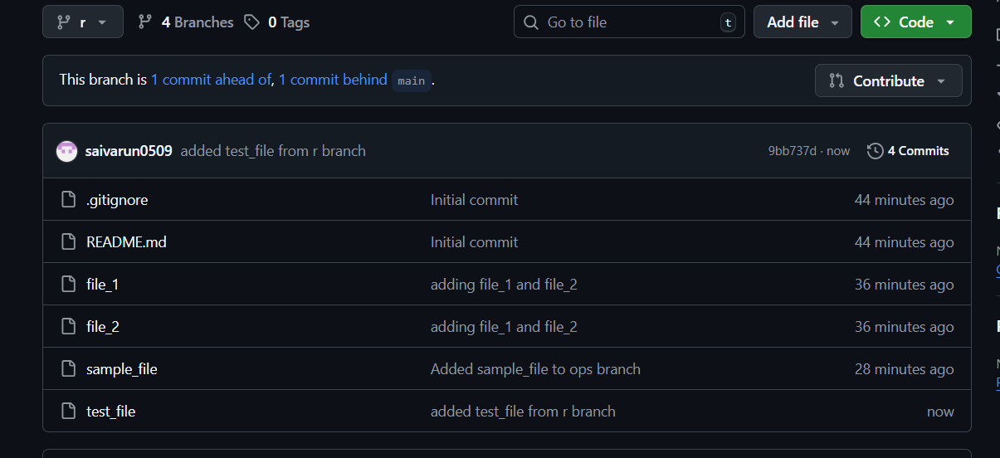 r 4 Branches 0 Tags Go to file t Add file Code
This branch is 1 commit ahead of, 1 commit behind main .
Contribute
saivarun0509 added test_file from r branch 9bb737d · now 4 Commits
.gitignore Initial commit 44 minutes ago
README.md Initial commit 44 minutes ago
file_1 adding file_1 and file_2 36 minutes ago
file_2 adding file_1 and file_2 36 minutes ago
sample_file Added sample_file to ops branch 28 minutes ago
test_file added test_file from r branch now